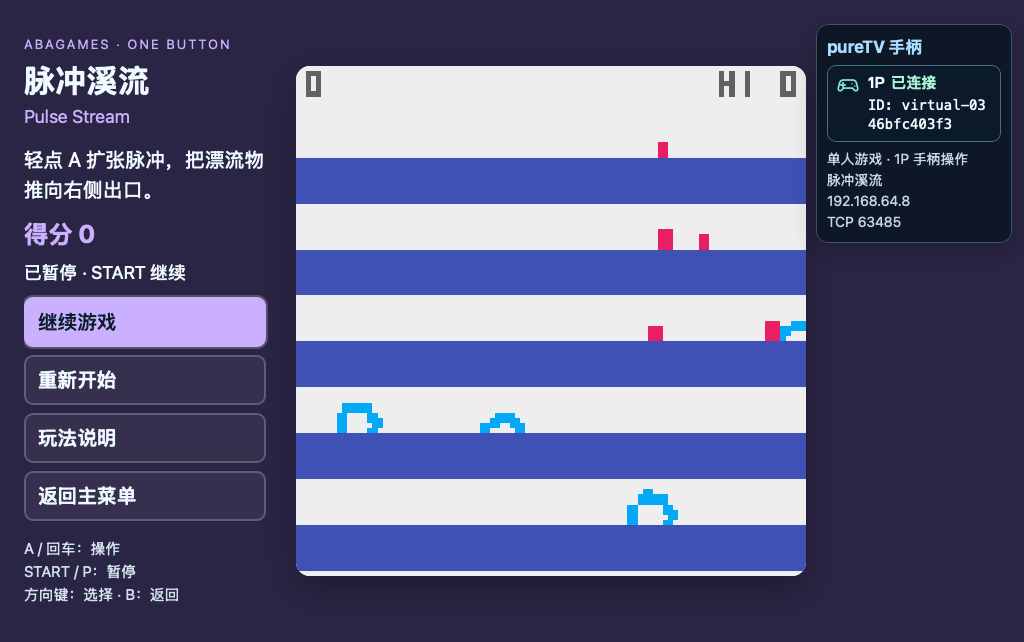 ABAGAMES · ONE BUTTON
脉冲溪流
Pulse Stream
轻点 A 扩张脉冲，把漂流物
推向右侧出口。
得分 0
已暂停 · START 继续
继续游戏
重新开始
玩法说明
返回主菜单
A / 回车：操作
START / P：暂停
方向键：选择 · B：返回
0
HI 0
pureTV 手柄
1P 已连接
ID: virtual-03
46bfc403f3
单人游戏 · 1P 手柄操作
脉冲溪流
192.168.64.8
TCP 63485